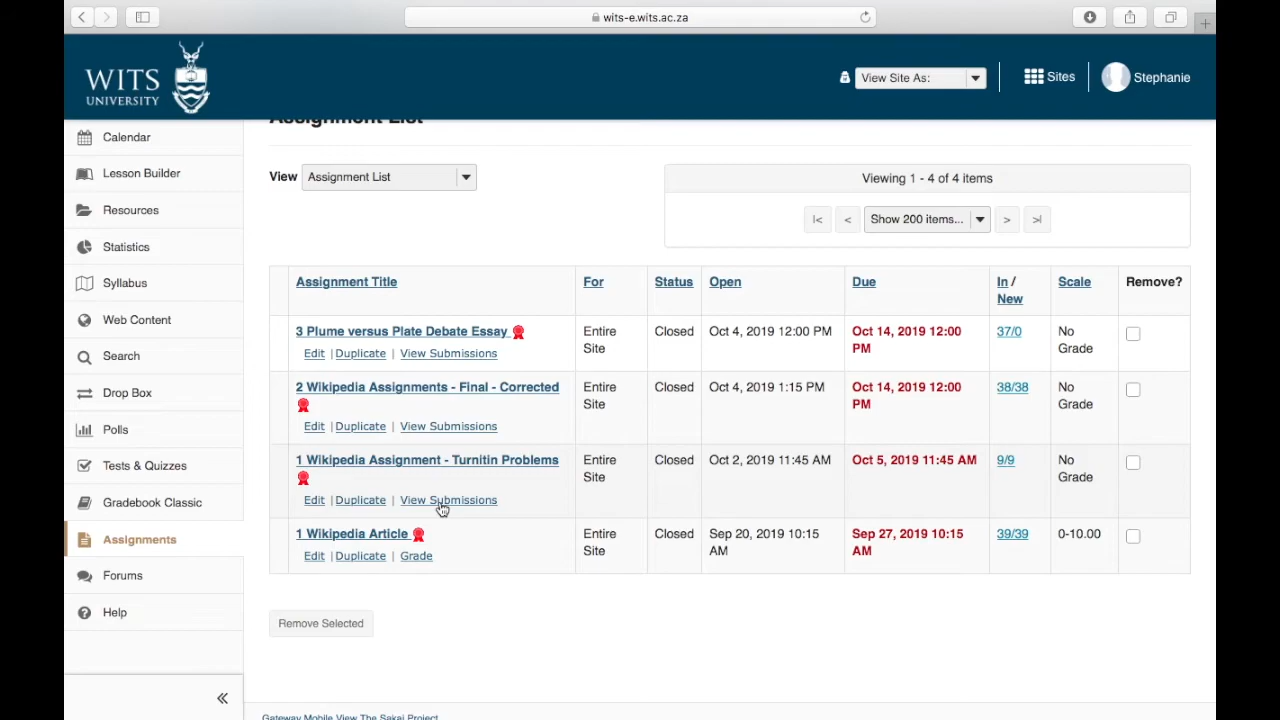 wits-e.wits.ac.za
WITS
UNIVERSITY
View Site As:
Sites
Stephanie
Calendar
Lesson Builder
Resources
Statistics
Syllabus
Web Content
Search
Drop Box
Polls
Tests & Quizzes
Gradebook Classic
Assignments
Forums
Help
Assignment List
View Assignment List
Viewing 1 - 4 of 4 items
|< < Show 200 items... > >|
Assignment Title For Status Open Due In / New Scale Remove?
3 Plume versus Plate Debate Essay Entire Site Closed Oct 4, 2019 12:00 PM Oct 14, 2019 12:00 PM 37/0 No Grade
Edit | Duplicate | View Submissions
2 Wikipedia Assignments - Final - Corrected Entire Site Closed Oct 4, 2019 1:15 PM Oct 14, 2019 12:00 PM 38/38 No Grade
Edit | Duplicate | View Submissions
1 Wikipedia Assignment - Turnitin Problems Entire Site Closed Oct 2, 2019 11:45 AM Oct 5, 2019 11:45 AM 9/9 No Grade
Edit | Duplicate | View Submissions
1 Wikipedia Article Entire Site Closed Sep 20, 2019 10:15 AM Sep 27, 2019 10:15 AM 39/39 0-10.00
Edit | Duplicate | Grade
Remove Selected
Gateway Mobile View The Sakai Project